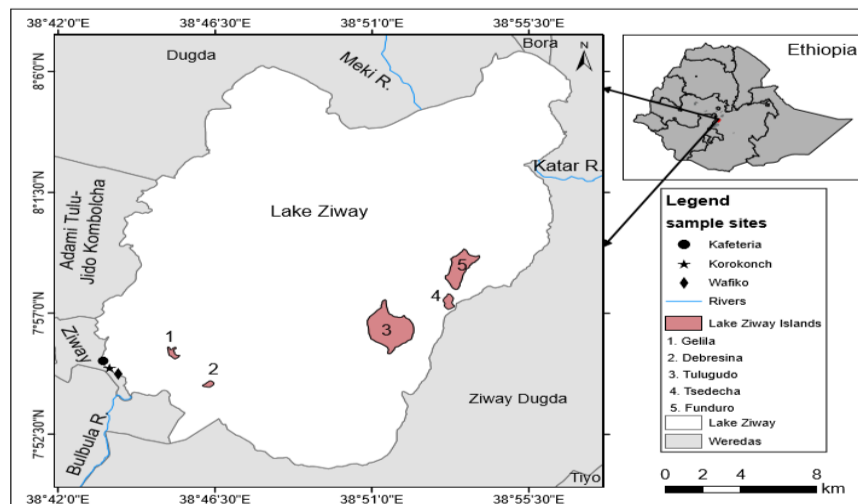 38°42'0"E
38°46'30"E
38°51'0"E
38°55'30"E
8°6'0"N
8°1'30"N
7°57'0"N
7°52'30"N
Dugda
Bora
N
Meki R.
Katar R.
Lake Ziway
Adami Tulu-
Jido Kombolcha
5
4
3
1
2
Ziway
Ziway Dugda
Bulbula R.
Tiyo
38°42'0"E
38°46'30"E
38°51'0"E
38°55'30"E
Ethiopia
Legend
sample sites
Kafeteria
Korokonch
Wafiko
Rivers
Lake Ziway Islands
1. Gelila
2. Debresina
3. Tulugudo
4. Tsedecha
5. Funduro
Lake Ziway
Weredas
0 2 4 8
km